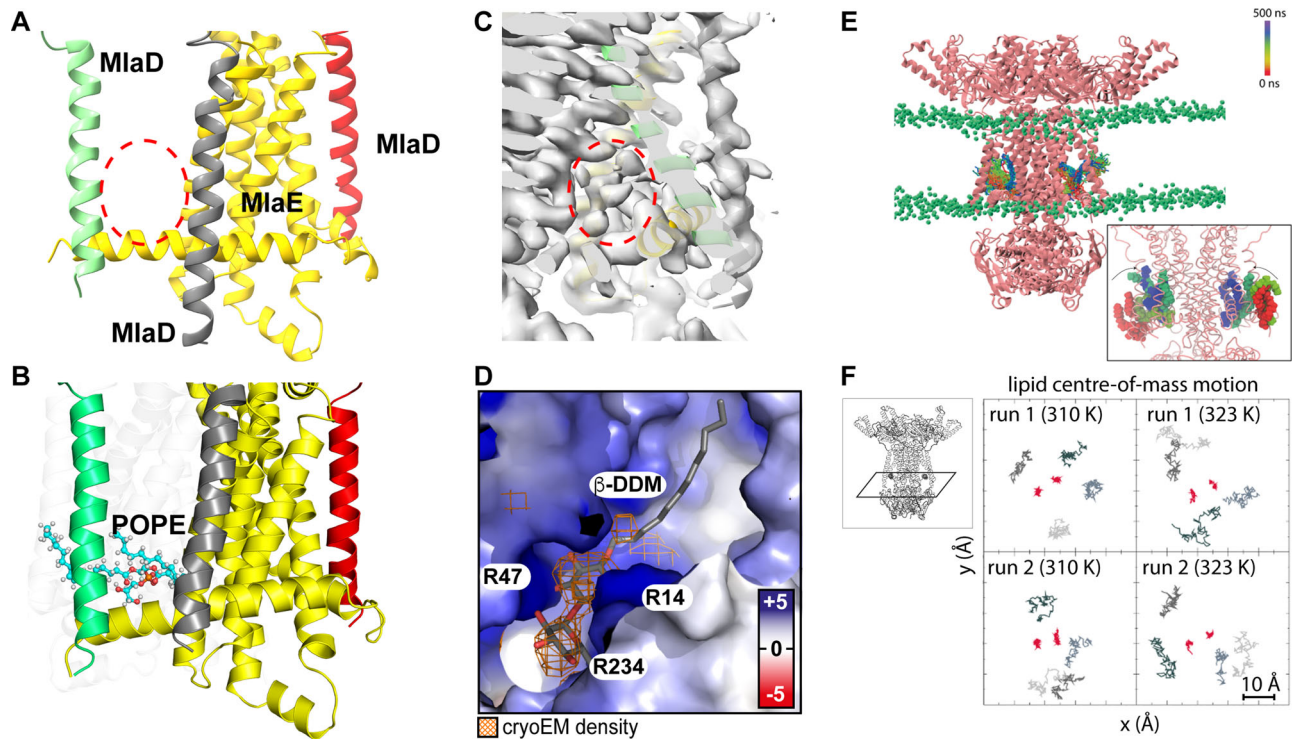 A
MlaD
MlaD
MlaE
MlaD
B
POPE
C
D
β-DDM
R47
R14
R234
+5
0
-5
cryoEM density
E
500 ns
0 ns
F
lipid centre-of-mass motion
run 1 (310 K)
run 1 (323 K)
run 2 (310 K)
run 2 (323 K)
y (Å)
10 Å
x (Å)